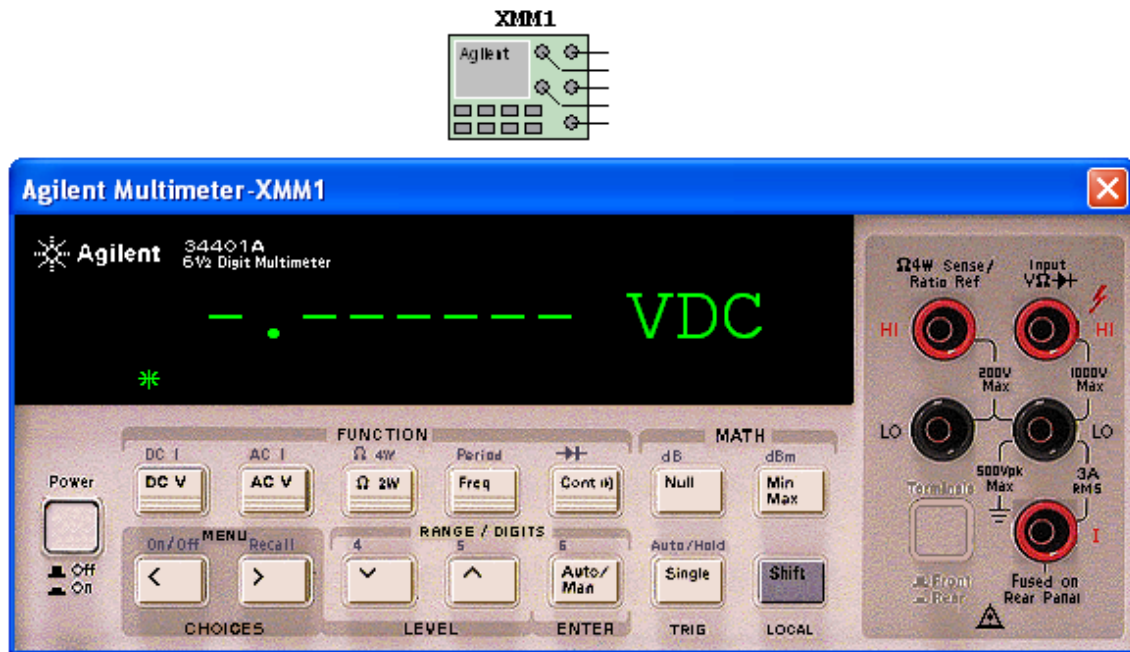 XMM1
Agilent
Agilent Multimeter-XMM1
Agilent 34401A
6½ Digit Multimeter
-.------ VDC
Ω4W Sense/
Ratio Ref
Input
VΩ
HI
HI
200V
Max
1000V
Max
LO
LO
500Vpk
Max
3A
RMS
Terminals
I
Front
Rear
Fused on
Rear Panal
FUNCTION
MATH
DC I
AC I
Ω 4W
Period
dB
dBm
Power
DC V
AC V
Ω 2W
Freq
Cont
Null
Min
Max
Off
On
MENU
On/Off
Recall
RANGE / DIGITS
4
5
6
Auto/Hold
<
>
Auto/
Man
Single
Shift
CHOICES
LEVEL
ENTER
TRIG
LOCAL